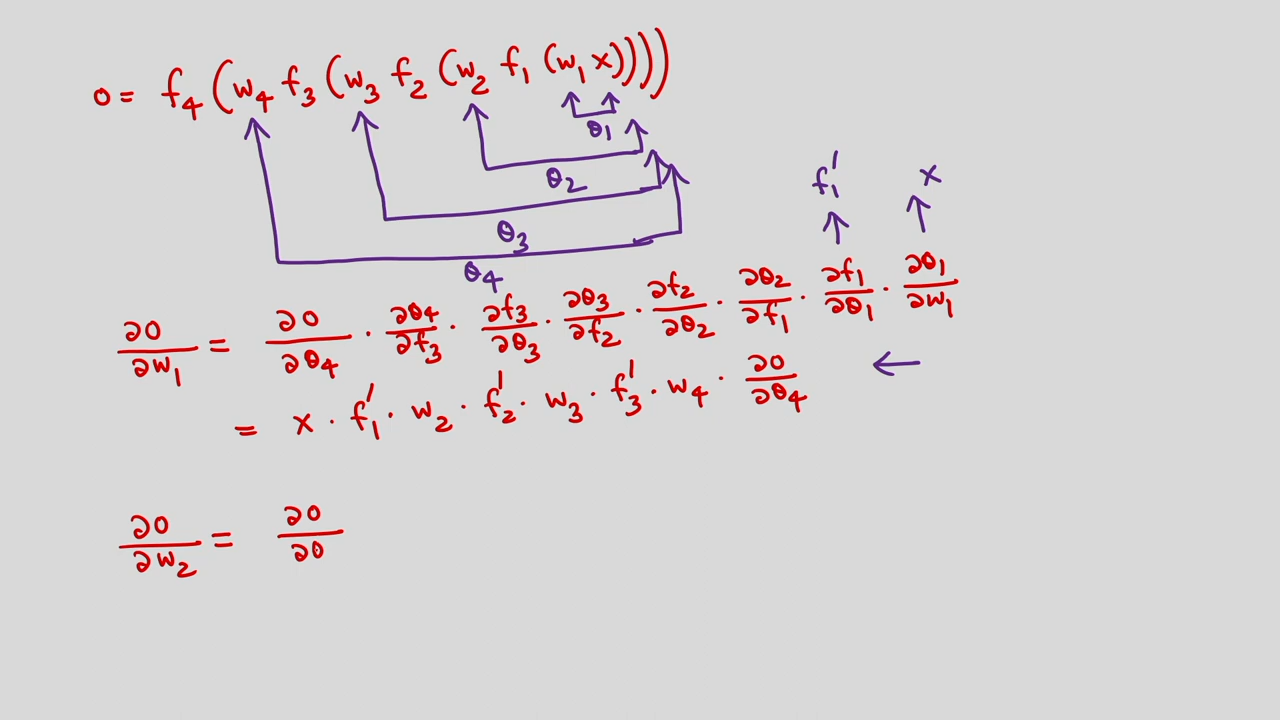 o = f₄ (w₄ f₃ (w₃ f₂ (w₂ f₁ (w₁ x))))
θ₁
θ₂
θ₃
θ₄
f₁′ x
∂o/∂w₁ = ∂o/∂θ₄ · ∂θ₄/∂f₃ · ∂f₃/∂θ₃ · ∂θ₃/∂f₂ · ∂f₂/∂θ₂ · ∂θ₂/∂f₁ · ∂f₁/∂θ₁ · ∂θ₁/∂w₁
= x · f₁′ · w₂ · f₂′ · w₃ · f₃′ · w₄ · ∂o/∂θ₄ ←
∂o/∂w₂ = ∂o/∂0